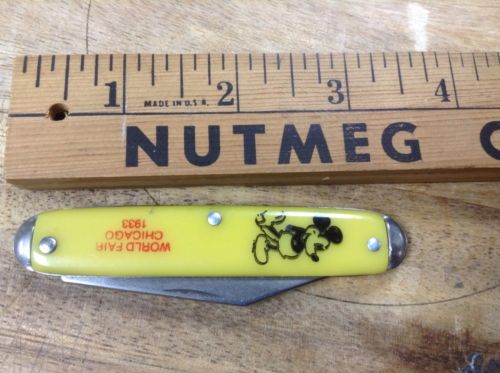 1 2 3 4
MADE IN U.S.A.
NUTMEG C
WORLD FAIR
CHICAGO
1933